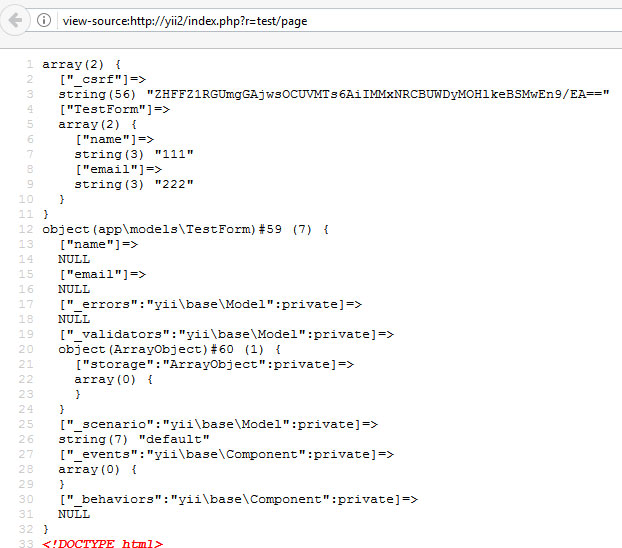 view-source:http://yii2/index.php?r=test/page
1 array(2) {
2   ["_csrf"]=>
3   string(56) "ZHFFZ1RGUmgGAjwsOCUVMTs6AiIMMxNRCBUWDyMOHlkeBSMwEn9/EA=="
4   ["TestForm"]=>
5   array(2) {
6     ["name"]=>
7     string(3) "111"
8     ["email"]=>
9     string(3) "222"
10   }
11 }
12 object(app\models\TestForm)#59 (7) {
13   ["name"]=>
14   NULL
15   ["email"]=>
16   NULL
17   ["_errors":"yii\base\Model":private]=>
18   NULL
19   ["_validators":"yii\base\Model":private]=>
20   object(ArrayObject)#60 (1) {
21     ["storage":"ArrayObject":private]=>
22     array(0) {
23     }
24   }
25   ["_scenario":"yii\base\Model":private]=>
26   string(7) "default"
27   ["_events":"yii\base\Component":private]=>
28   array(0) {
29   }
30   ["_behaviors":"yii\base\Component":private]=>
31   NULL
32 }
33 <!DOCTYPE html>